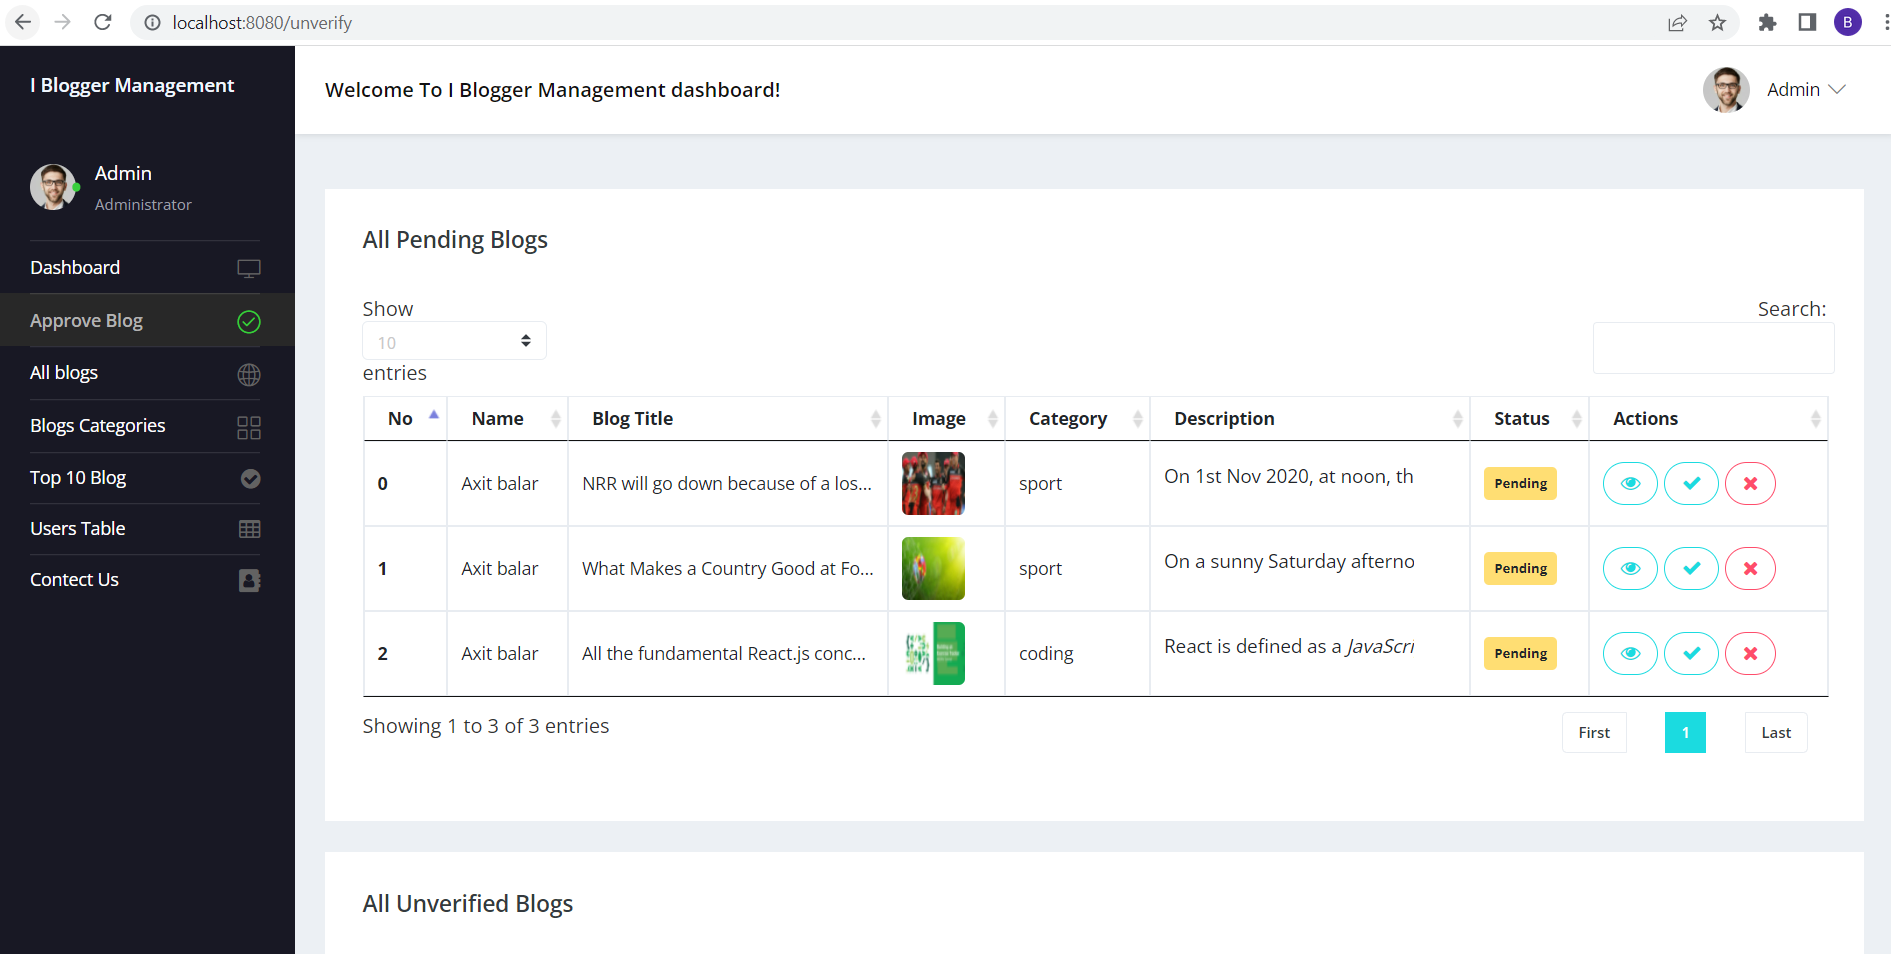 localhost:8080/unverify
B
I Blogger Management
Welcome To I Blogger Management dashboard!
Admin
Admin
Administrator
Dashboard
Approve Blog
All blogs
Blogs Categories
Top 10 Blog
Users Table
Contect Us
All Pending Blogs
Show
10
entries
Search:
No Name Blog Title Image Category Description Status Actions
0 Axit balar NRR will go down because of a los... sport On 1st Nov 2020, at noon, th Pending
1 Axit balar What Makes a Country Good at Fo... sport On a sunny Saturday afterno Pending
2 Axit balar All the fundamental React.js conc... coding React is defined as a JavaScri Pending
Showing 1 to 3 of 3 entries
First 1 Last
All Unverified Blogs